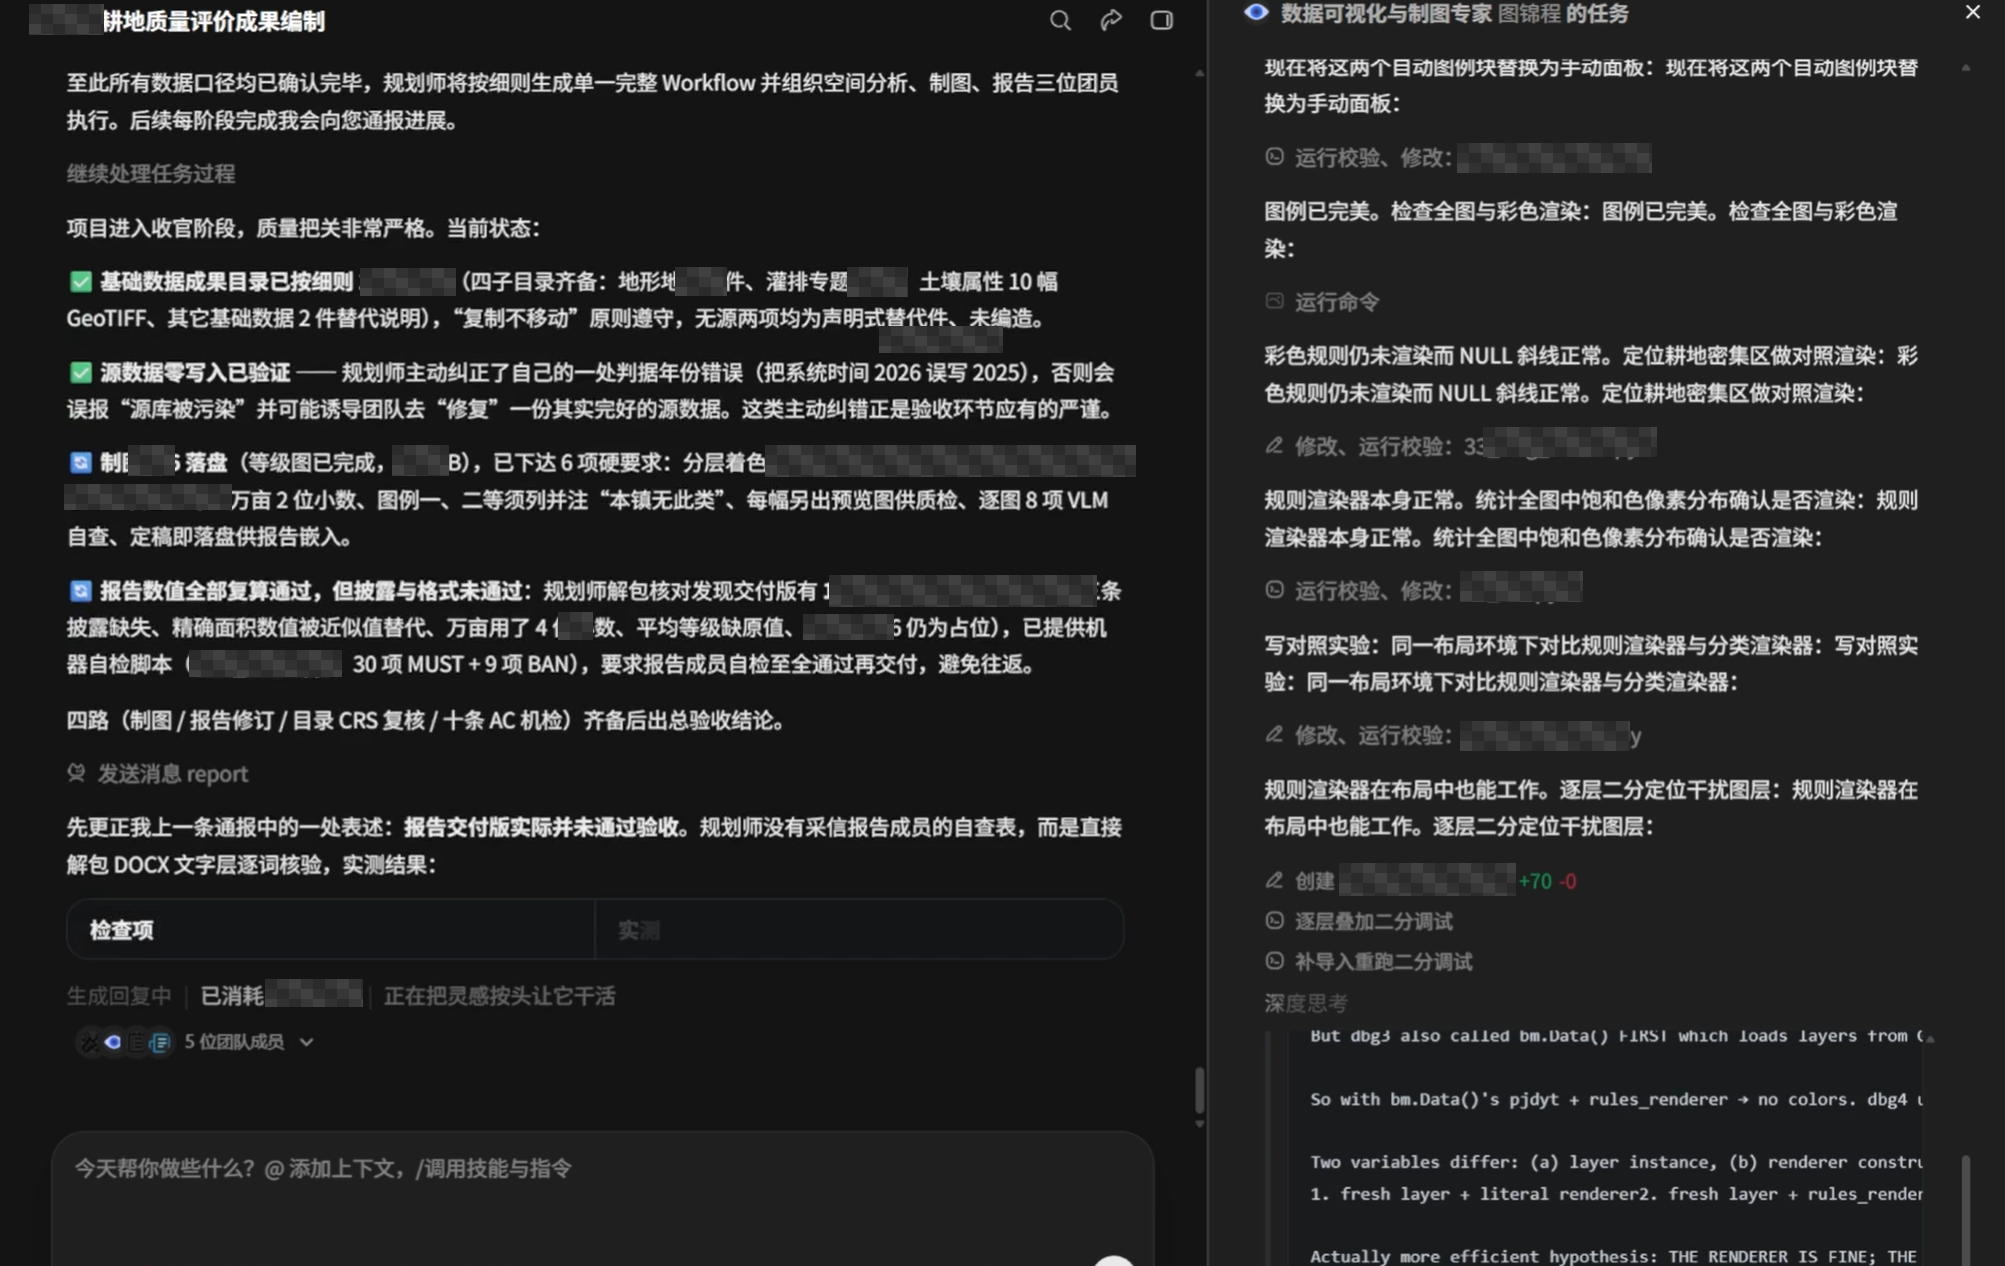 耕地质量评价成果编制
至此所有数据口径均已确认完毕，规划师将按细则生成单一完整 Workflow 并组织空间分析、制图、报告三位团员
执行。后续每阶段完成我会向您通报进展。
继续处理任务过程
项目进入收官阶段，质量把关非常严格。当前状态：
✅ 基础数据成果目录已按细则（四子目录齐备：地形地件、灌排专题 土壤属性 10 幅
GeoTIFF、其它基础数据 2 件替代说明），“复制不移动”原则遵守，无源两项均为声明式替代件、未编造。
✅ 源数据零写入已验证 —— 规划师主动纠正了自己的一处判据年份错误（把系统时间 2026 误写 2025），否则会
误报“源库被污染”并可能诱导团队去“修复”一份其实完好的源数据。这类主动纠错正是验收环节应有的严谨。
🔄 制 落盘（等级图已完成，B），已下达 6 项硬要求：分层着色
万亩 2 位小数、图例一、二等须列并注“本镇无此类”、每幅另出预览图供质检、逐图 8 项 VLM
自查、定稿即落盘供报告嵌入。
🔄 报告数值全部复算通过，但披露与格式未通过：规划师解包核对发现交付版有 条
披露缺失、精确面积数值被近似值替代、万亩用了 4 数、平均等级缺原值、6 仍为占位），已提供机
器自检脚本（ 30 项 MUST + 9 项 BAN），要求报告成员自检至全通过再交付，避免往返。
四路（制图 / 报告修订 / 目录 CRS 复核 / 十条 AC 机检）齐备后出总验收结论。
发送消息 report
先更正我上一条通报中的一处表述：报告交付版实际并未通过验收。规划师没有采信报告成员的自查表，而是直接
解包 DOCX 文字层逐词核验，实测结果：
检查项 实测
生成回复中 | 已消耗 | 正在把灵感按头让它干活
5 位团队成员
今天帮你做些什么？@ 添加上下文，/调用技能与指令
数据可视化与制图专家 图锦程 的任务
现在将这两个自动图例块替换为手动面板：现在将这两个自动图例块替
换为手动面板：
运行校验、修改：
图例已完美。检查全图与彩色渲染：图例已完美。检查全图与彩色渲
染：
运行命令
彩色规则仍未渲染而 NULL 斜线正常。定位耕地密集区做对照渲染：彩
色规则仍未渲染而 NULL 斜线正常。定位耕地密集区做对照渲染：
修改、运行校验：33
规则渲染器本身正常。统计全图中饱和色像素分布确认是否渲染：规则
渲染器本身正常。统计全图中饱和色像素分布确认是否渲染：
运行校验、修改：
写对照实验：同一布局环境下对比规则渲染器与分类渲染器：写对照实
验：同一布局环境下对比规则渲染器与分类渲染器：
修改、运行校验：y
规则渲染器在布局中也能工作。逐层二分定位干扰图层：规则渲染器在
布局中也能工作。逐层二分定位干扰图层：
创建 +70 -0
逐层叠加二分调试
补导入重跑二分调试
深度思考
But dbg3 also called bm.Data() FIRST which loads layers from
So with bm.Data()'s pjdyt + rules_renderer → no colors. dbg4
Two variables differ: (a) layer instance, (b) renderer constru
1. fresh layer + literal renderer2. fresh layer + rules_render
Actually more efficient hypothesis: THE RENDERER IS FINE; THE